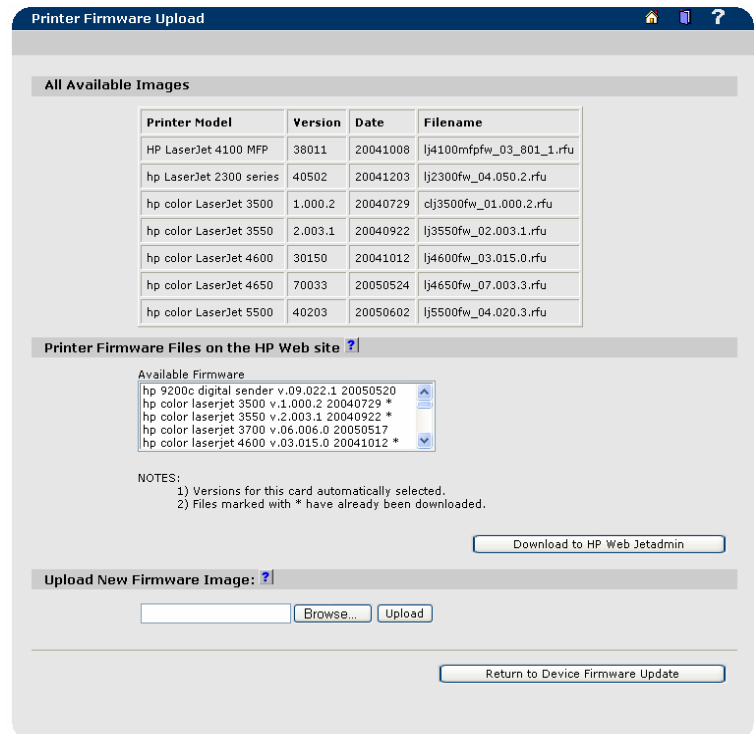 Printer Firmware Upload ?
All Available Images
Printer Model Version Date Filename
HP LaserJet 4100 MFP 38011 20041008 lj4100mfpfw_03_801_1.rfu
hp LaserJet 2300 series 40502 20041203 lj2300fw_04.050.2.rfu
hp color LaserJet 3500 1.000.2 20040729 clj3500fw_01.000.2.rfu
hp color LaserJet 3550 2.003.1 20040922 lj3550fw_02.003.1.rfu
hp color LaserJet 4600 30150 20041012 lj4600fw_03.015.0.rfu
hp color LaserJet 4650 70033 20050524 lj4650fw_07.003.3.rfu
hp color LaserJet 5500 40203 20050602 lj5500fw_04.020.3.rfu
Printer Firmware Files on the HP Web site ?
Available Firmware
hp 9200c digital sender v.09.022.1 20050520
hp color laserjet 3500 v.1.000.2 20040729 *
hp color laserjet 3550 v.2.003.1 20040922 *
hp color laserjet 3700 v.06.006.0 20050517
hp color laserjet 4600 v.03.015.0 20041012 *
NOTES:
1) Versions for this card automatically selected.
2) Files marked with * have already been downloaded.
Download to HP Web Jetadmin
Upload New Firmware Image: ?
Browse... Upload
Return to Device Firmware Update